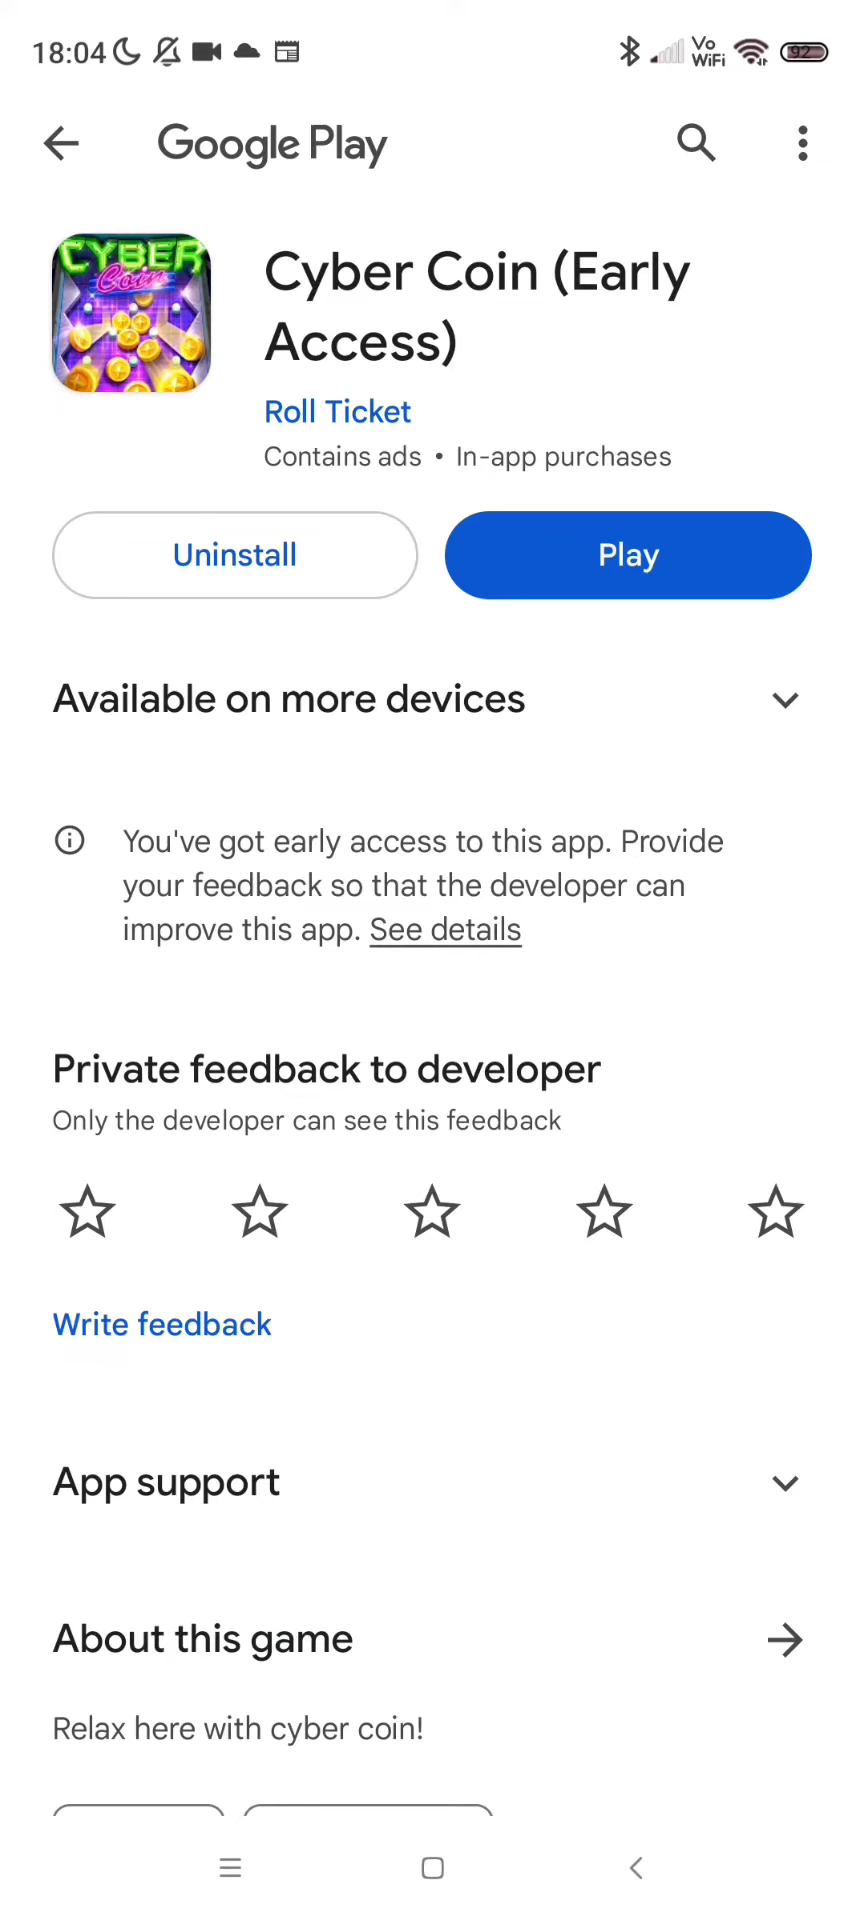 18:04
Vo
WiFi
92
Google Play
CYBER
Coin
Cyber Coin (Early
Access)
Roll Ticket
Contains ads • In-app purchases
Uninstall
Play
Available on more devices
You've got early access to this app. Provide
your feedback so that the developer can
improve this app. See details
Private feedback to developer
Only the developer can see this feedback
Write feedback
App support
About this game
Relax here with cyber coin!